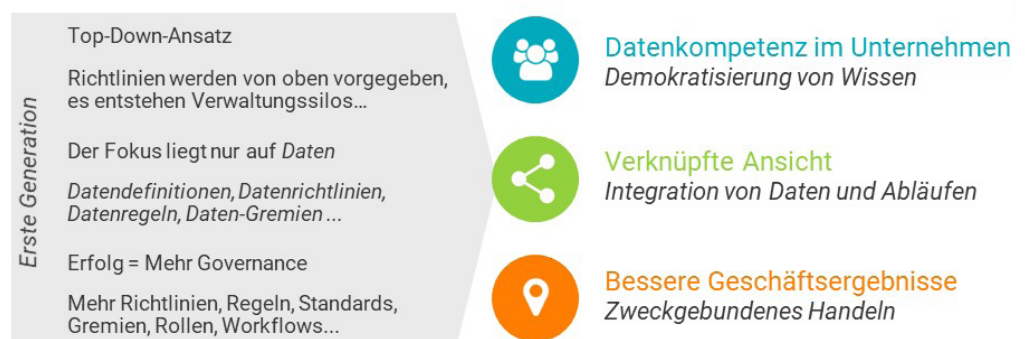 Erste Generation
Top-Down-Ansatz
Richtlinien werden von oben vorgegeben,
es entstehen Verwaltungssilos...
Der Fokus liegt nur auf Daten
Datendefinitionen, Datenrichtlinien,
Datenregeln, Daten-Gremien ...
Erfolg = Mehr Governance
Mehr Richtlinien, Regeln, Standards,
Gremien, Rollen, Workflows...
Datenkompetenz im Unternehmen
Demokratisierung von Wissen
Verknüpfte Ansicht
Integration von Daten und Abläufen
Bessere Geschäftsergebnisse
Zweckgebundenes Handeln